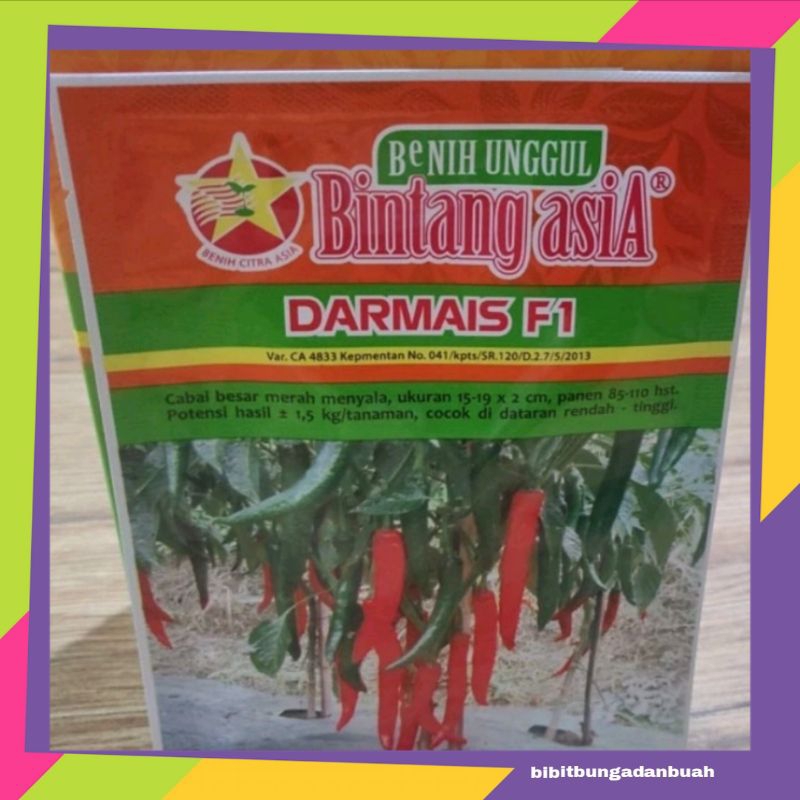 BeNIH UNGGUL
Bintang asiA®
BENIH CITRA ASIA
DARMAIS F1
Var. CA 4833 Kepmentan No. 041/kpts/SR.120/D.2.7/5/2013
Cabai besar merah menyala, ukuran 15-19 x 2 cm, panen 85-110 hst.
Potensi hasil ± 1,5 kg/tanaman, cocok di dataran rendah - tinggi.
bibitbungadanbuah